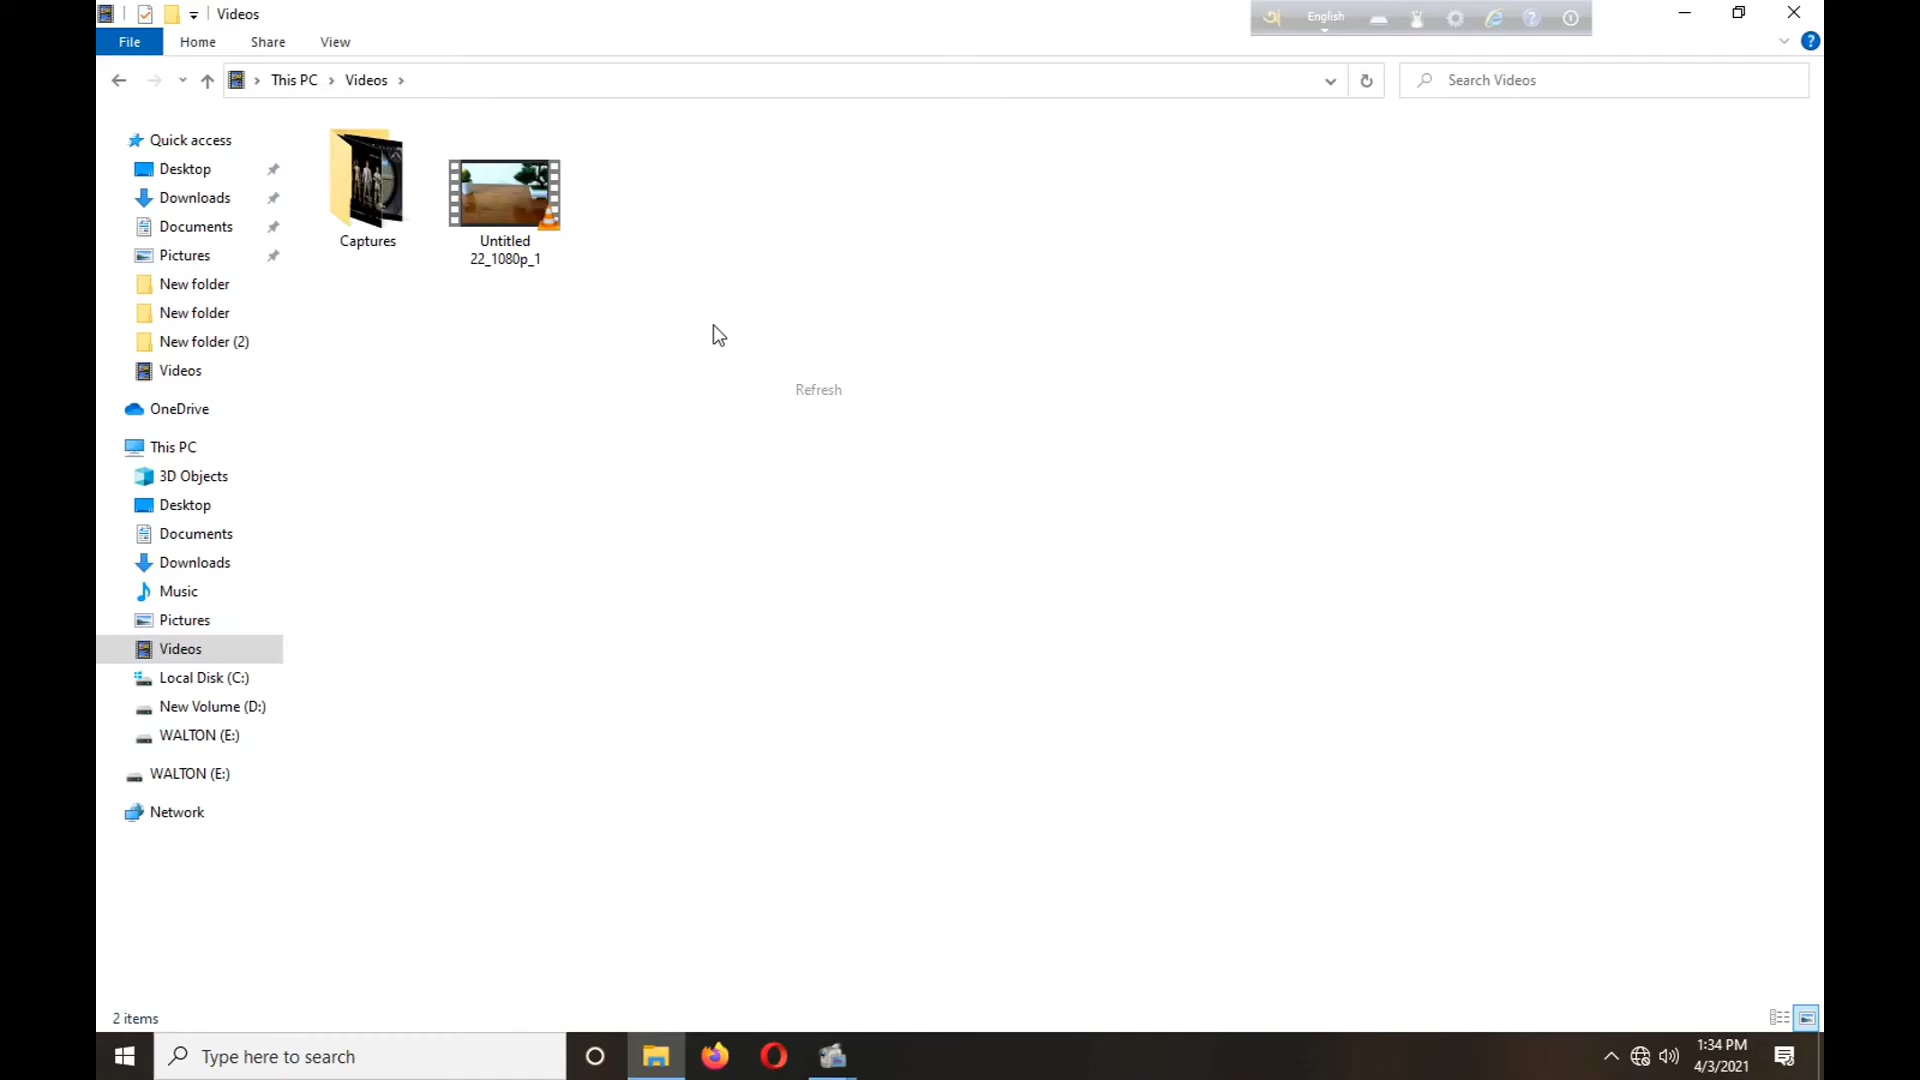 Videos
English
File
Home
Share
View
This PC
Videos
Search Videos
Quick access
Desktop
Downloads
Documents
Pictures
New folder
New folder
New folder (2)
Videos
OneDrive
This PC
3D Objects
Desktop
Documents
Downloads
Music
Pictures
Videos
Local Disk (C:)
New Volume (D:)
WALTON (E:)
WALTON (E:)
Network
Captures
Untitled
22_1080p_1
Refresh
2 items
Type here to search
1:34 PM
4/3/2021